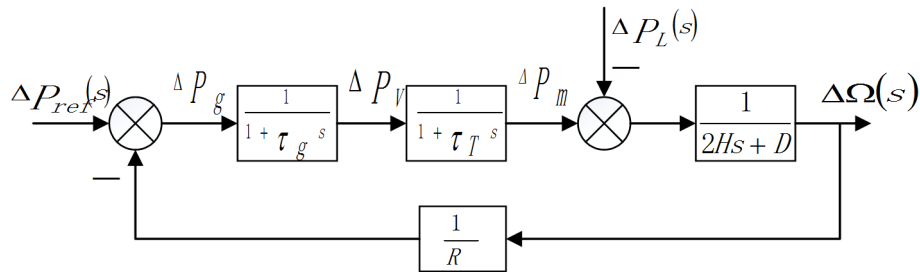 ΔP_L(s)
−
ΔP_ref(s)
ΔP_g
1
1 + τ_g s
ΔP_v
1
1 + τ_T s
ΔP_m
1
2Hs + D
ΔΩ(s)
−
1
R